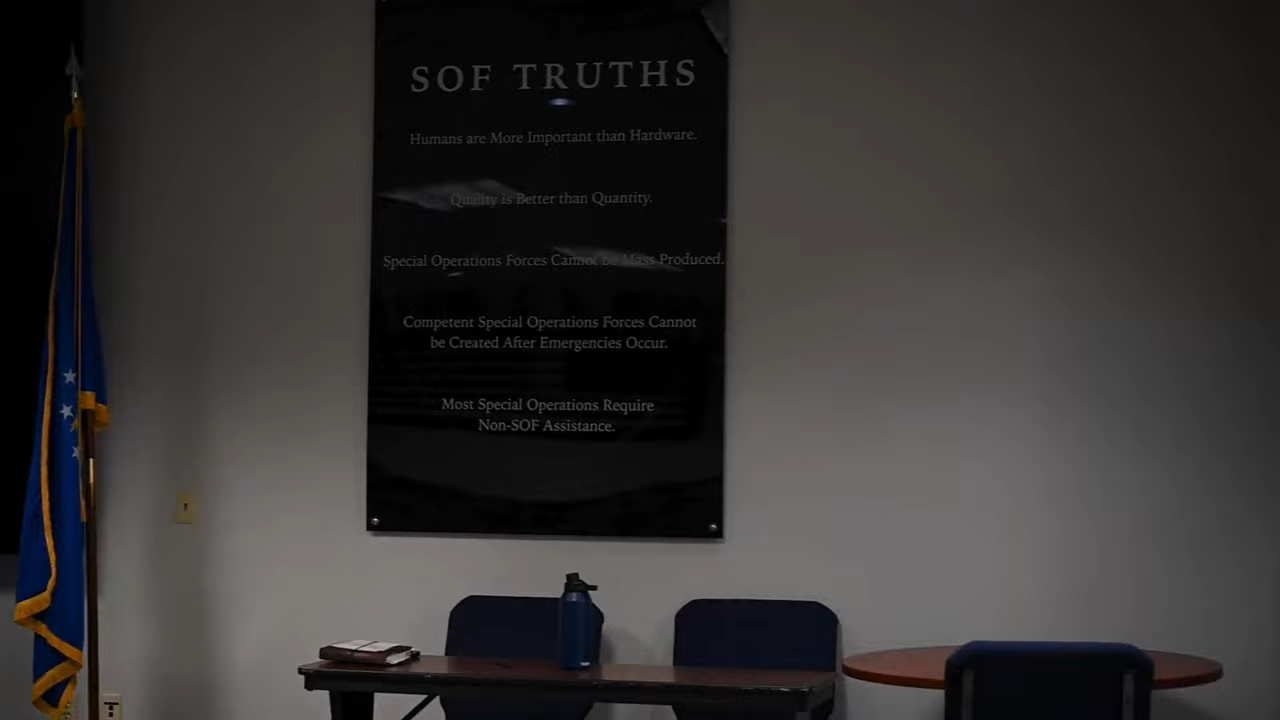 SOF TRUTHS
Humans are More Important than Hardware.
Quality is Better than Quantity.
Special Operations Forces Cannot be Mass Produced.
Competent Special Operations Forces Cannot
be Created After Emergencies Occur.
Most Special Operations Require
Non-SOF Assistance.